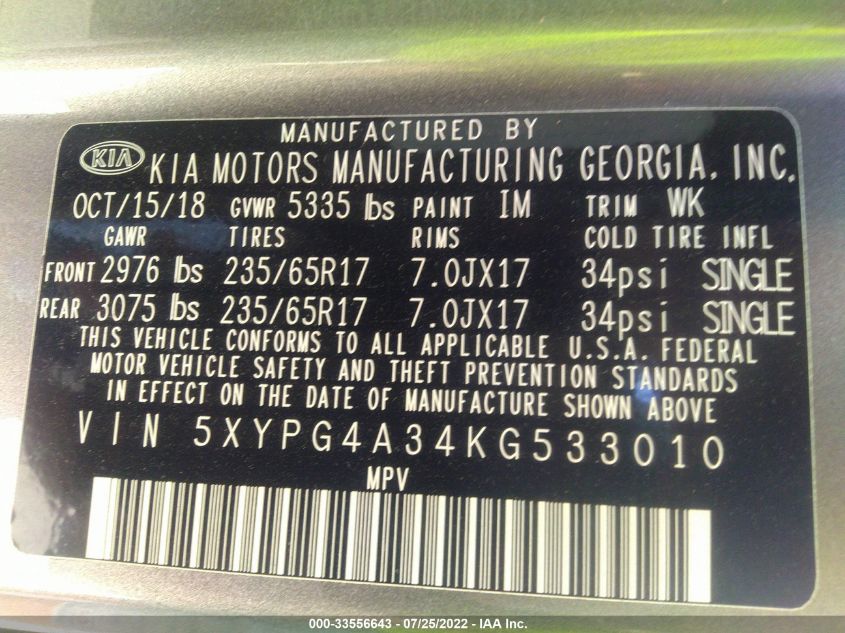 MANUFACTURED BY
KIA KIA MOTORS MANUFACTURING GEORGIA, INC.
OCT/15/18 GVWR 5335 lbs PAINT IM TRIM WK
GAWR TIRES RIMS COLD TIRE INFL
FRONT 2976 lbs 235/65R17 7.0JX17 34psi SINGLE
REAR 3075 lbs 235/65R17 7.0JX17 34psi SINGLE
THIS VEHICLE CONFORMS TO ALL APPLICABLE U.S.A. FEDERAL
MOTOR VEHICLE SAFETY AND THEFT PREVENTION STANDARDS
IN EFFECT ON THE DATE OF MANUFACTURE SHOWN ABOVE
VIN 5XYPG4A34KG533010
MPV
000-33556643 / 07/25/2022 - IAA Inc.